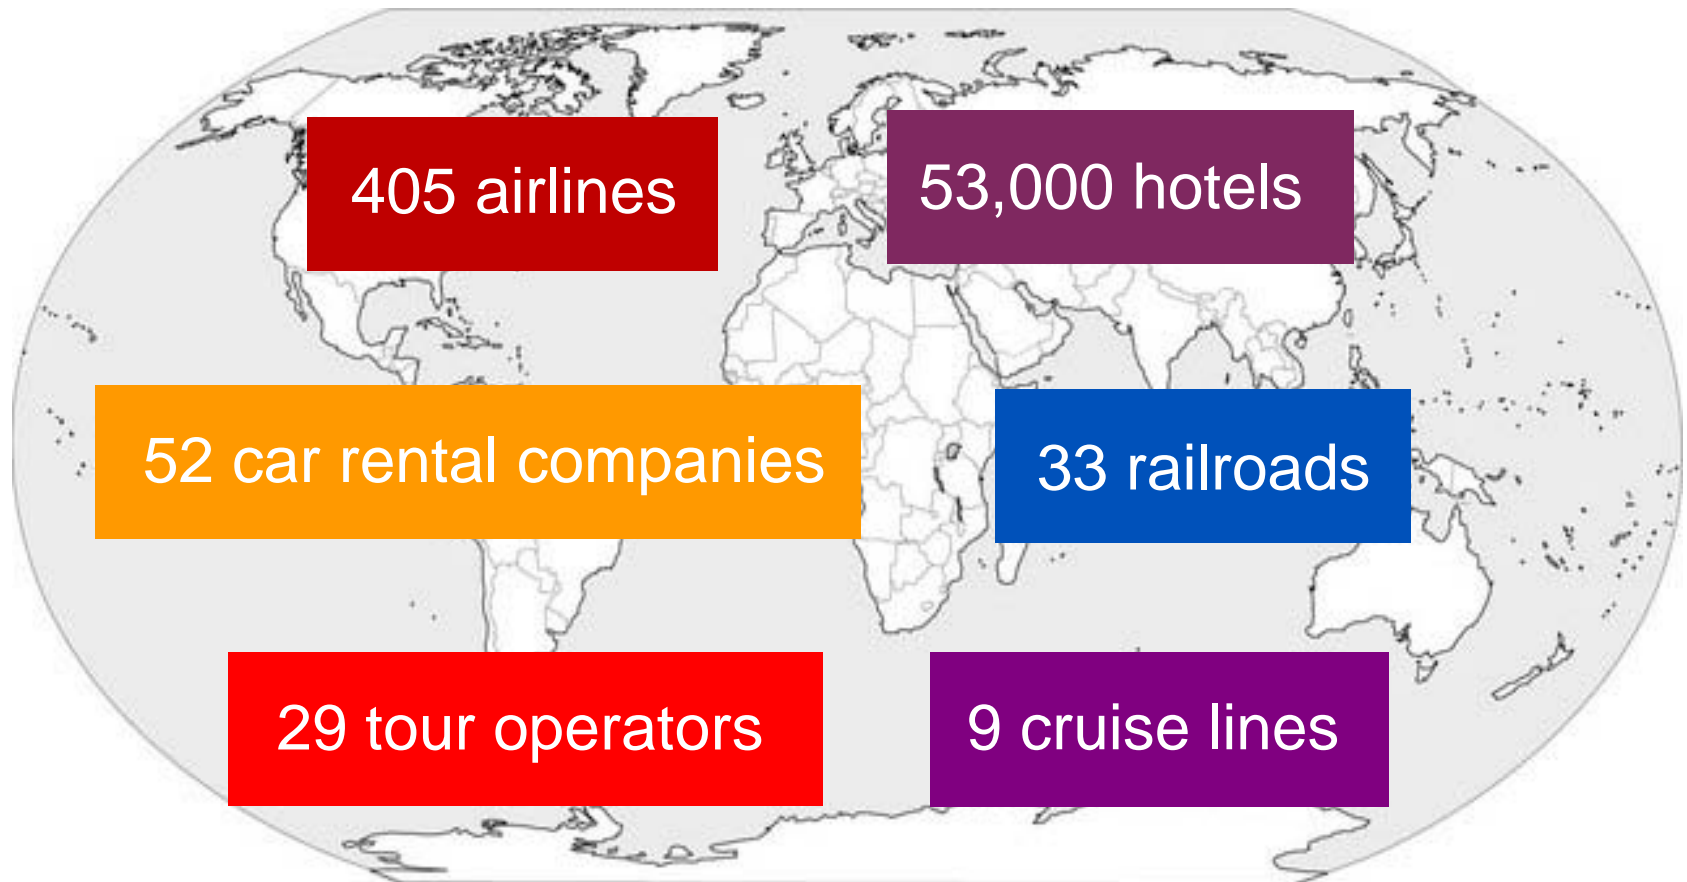 405 airlines
53,000 hotels
52 car rental companies
33 railroads
29 tour operators
9 cruise lines